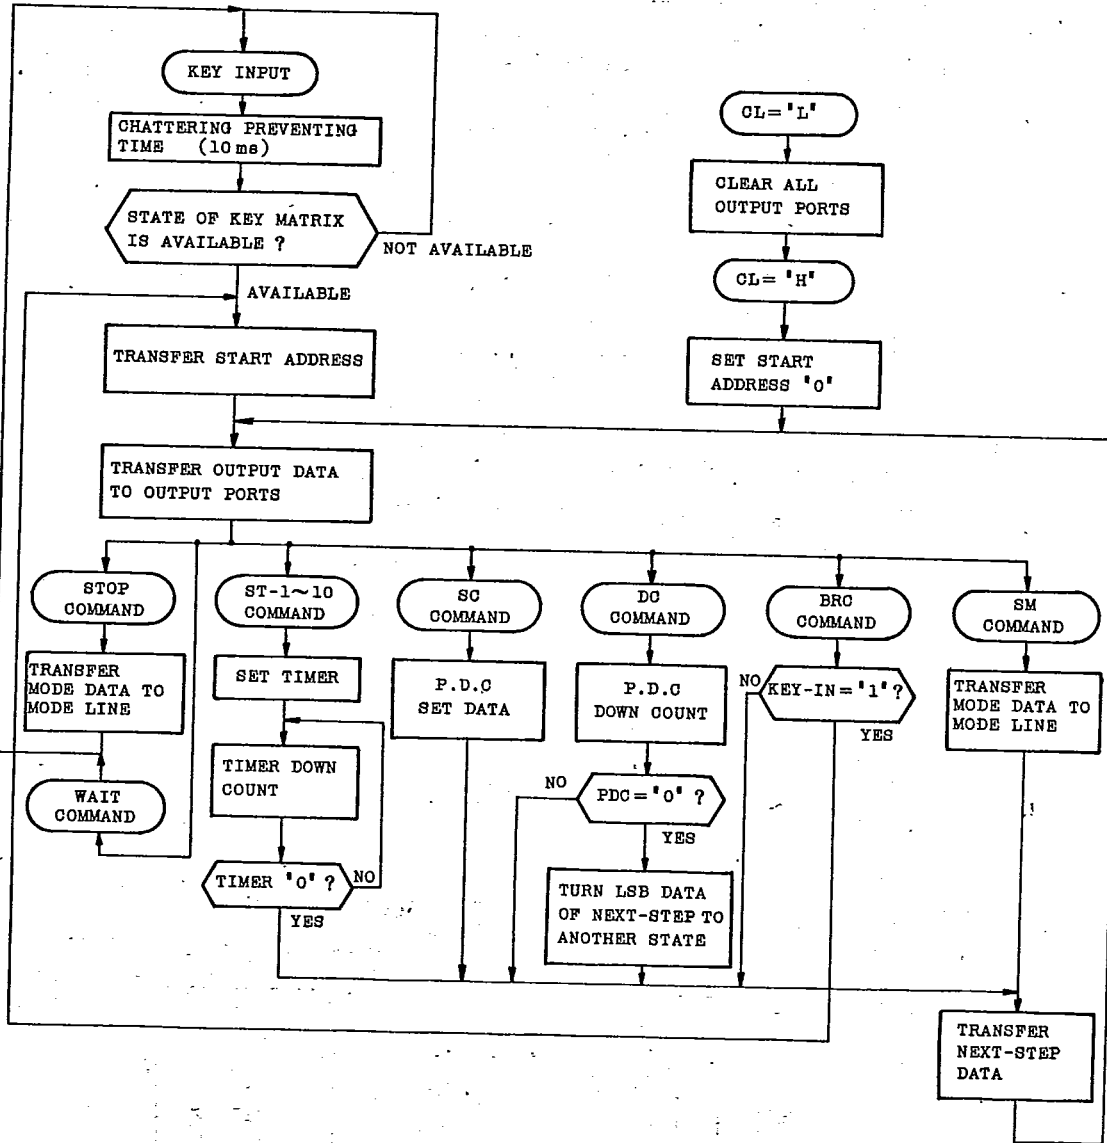 KEY INPUT
CHATTERING PREVENTING
TIME (10ms)
STATE OF KEY MATRIX
IS AVAILABLE ?
NOT AVAILABLE
AVAILABLE
TRANSFER START ADDRESS
CL="L"
CLEAR ALL
OUTPUT PORTS
CL="H"
SET START
ADDRESS "0"
TRANSFER OUTPUT DATA
TO OUTPUT PORTS
STOP
COMMAND
TRANSFER
MODE DATA TO
MODE LINE
WAIT
COMMAND
ST-1~10
COMMAND
SET TIMER
TIMER DOWN
COUNT
TIMER "0" ?
NO
YES
SC
COMMAND
P.D.C
SET DATA
DC
COMMAND
P.D.C
DOWN COUNT
NO
PDC="0" ?
YES
TURN LSB DATA
OF NEXT-STEP TO
ANOTHER STATE
BRC
COMMAND
NO
KEY-IN="1"?
YES
SM
COMMAND
TRANSFER
MODE DATA TO
MODE LINE
TRANSFER
NEXT-STEP
DATA